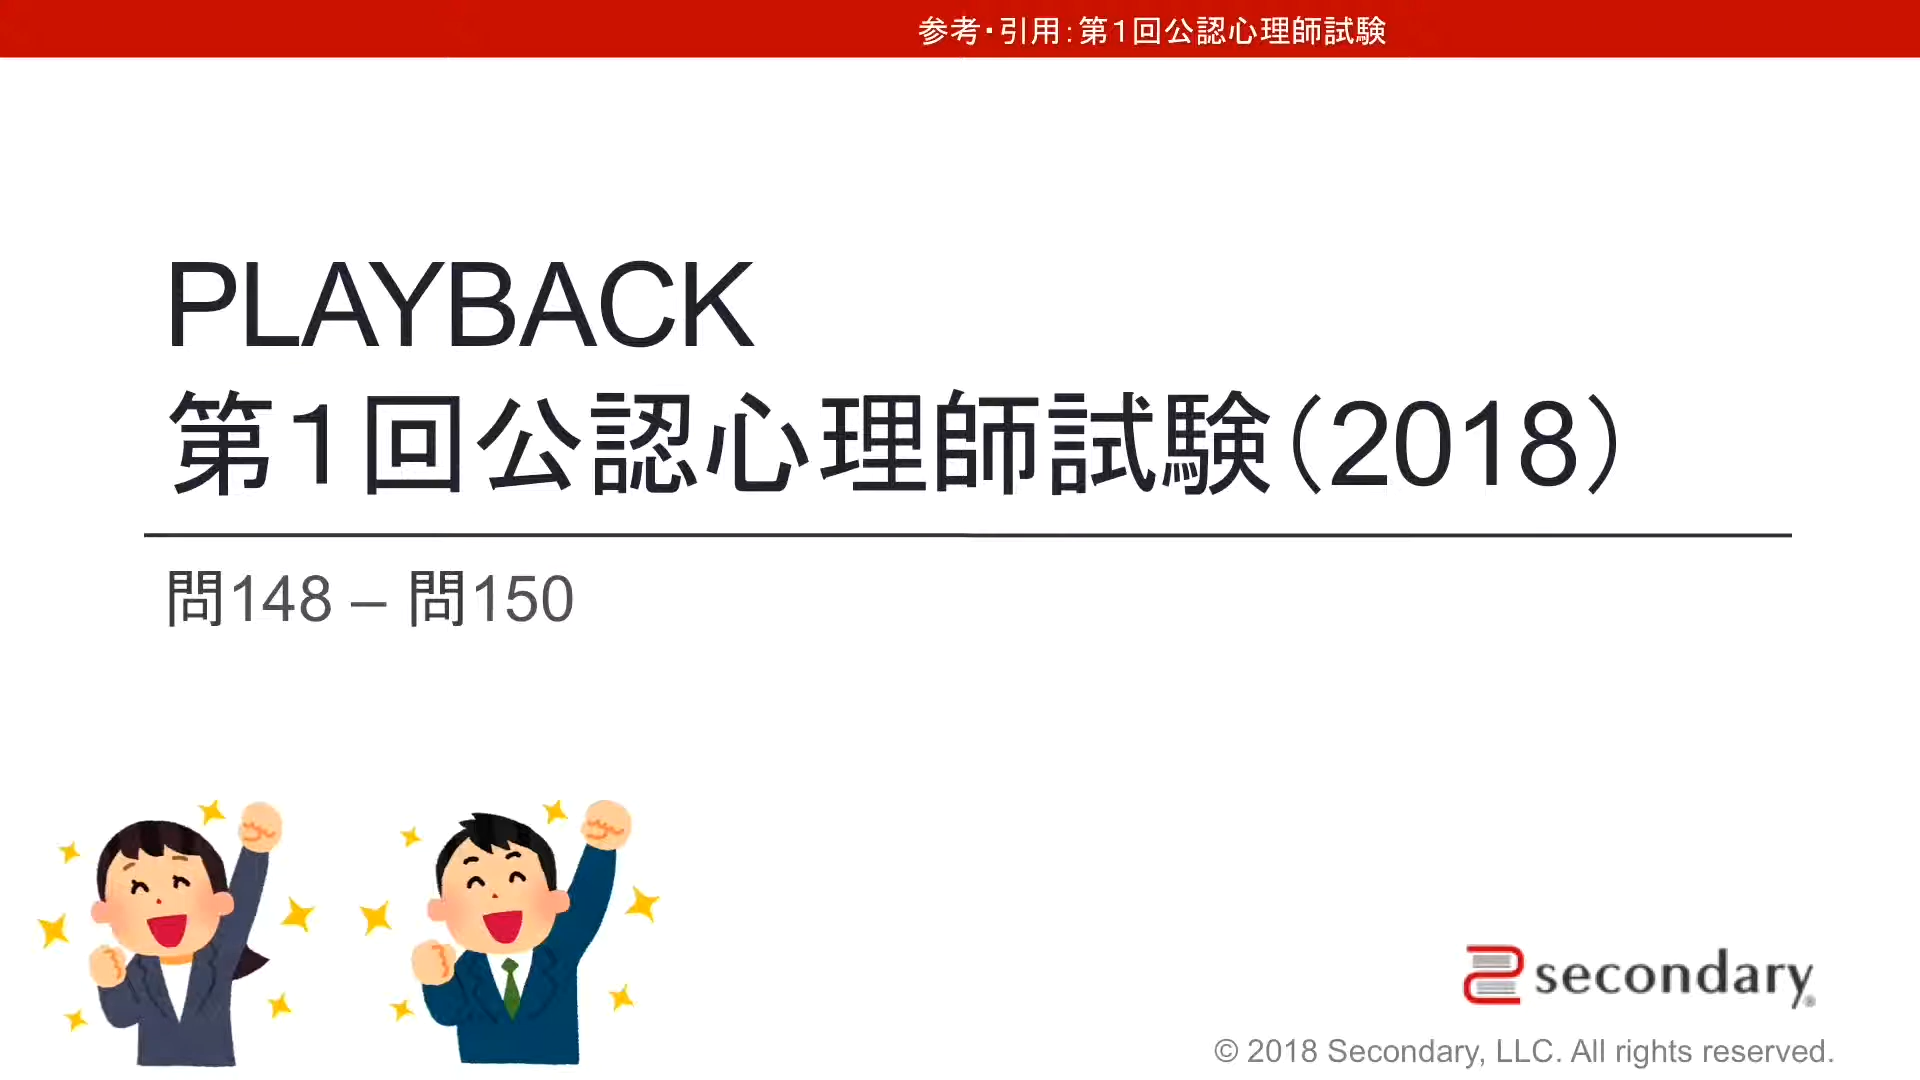 参考・引用：第１回公認心理師試験
PLAYBACK
第１回公認心理師試験（2018）
問148 – 問150
secondary®
© 2018 Secondary, LLC. All rights reserved.